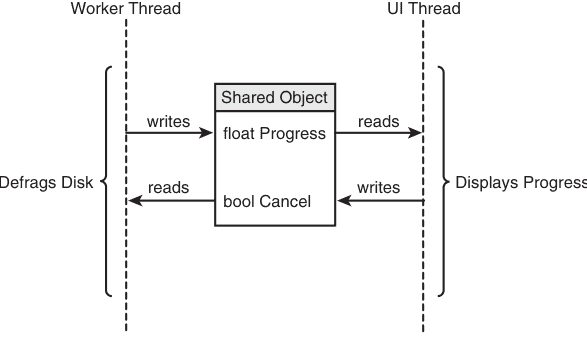 Worker Thread
UI Thread
Shared Object
writes
float Progress
reads
Defrags Disk
reads
bool Cancel
writes
Displays Progress